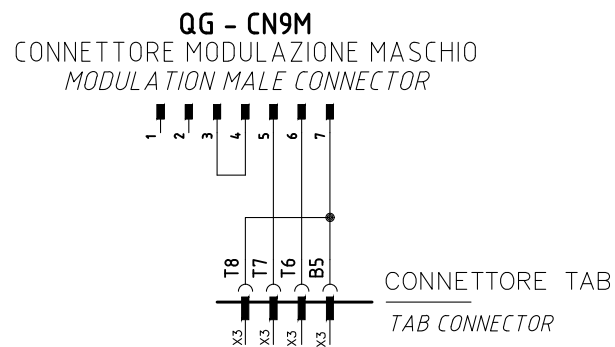 QG - CN9M
CONNETTORE MODULAZIONE MASCHIO
MODULATION MALE CONNECTOR
1 2 3 4 5 6 7
T8 T7 T6 B5
CONNETTORE TAB
TAB CONNECTOR
X3 X3 X3 X3